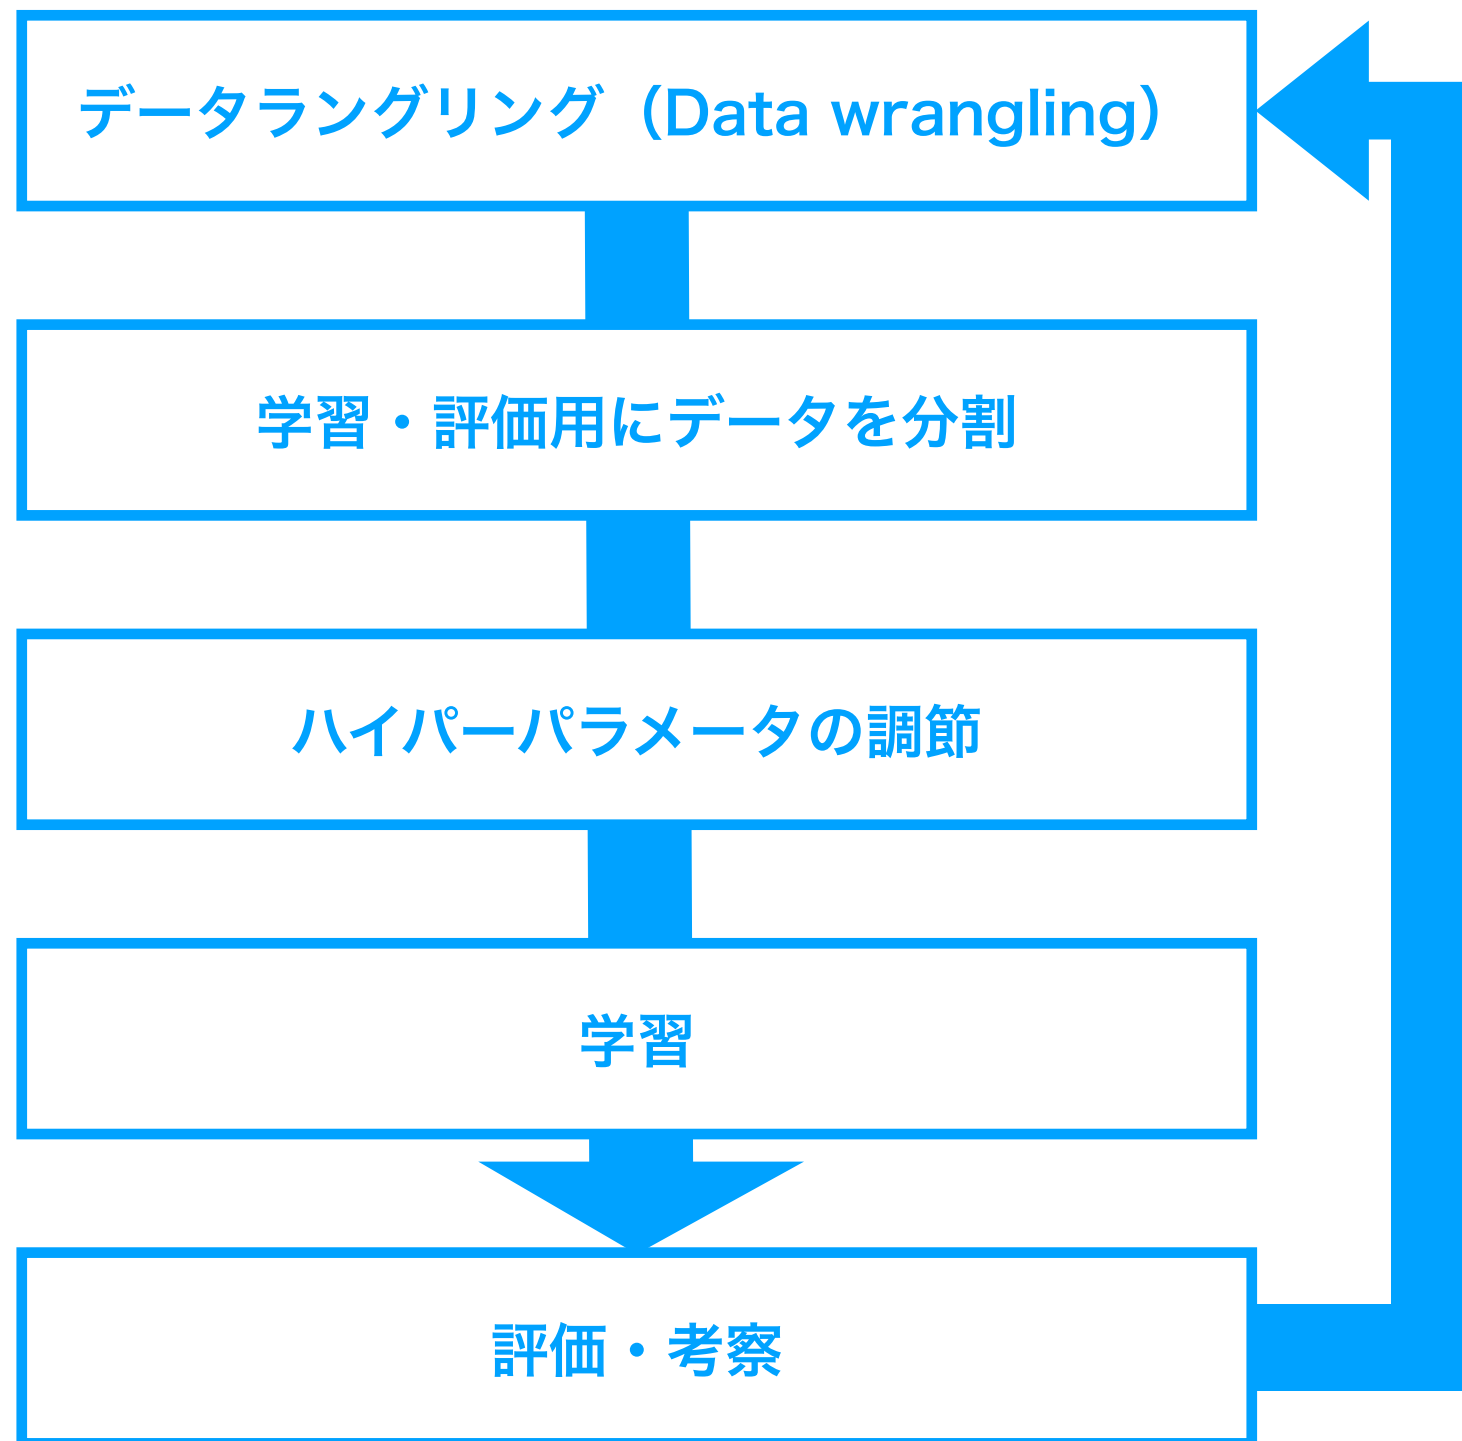 データラングリング（Data wrangling）
学習・評価用にデータを分割
ハイパーパラメータの調節
学習
評価・考察